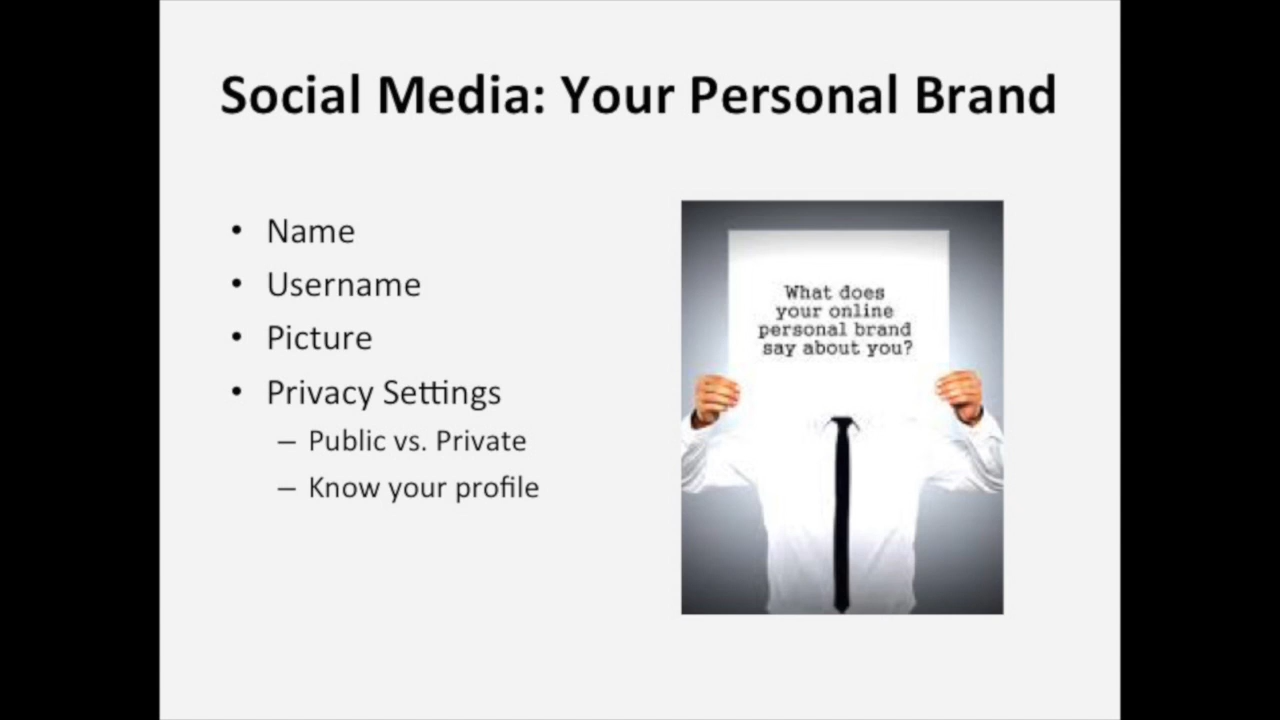 Social Media: Your Personal Brand
• Name
• Username
• Picture
• Privacy Settings
– Public vs. Private
– Know your profile
What does
your online
personal brand
say about you?